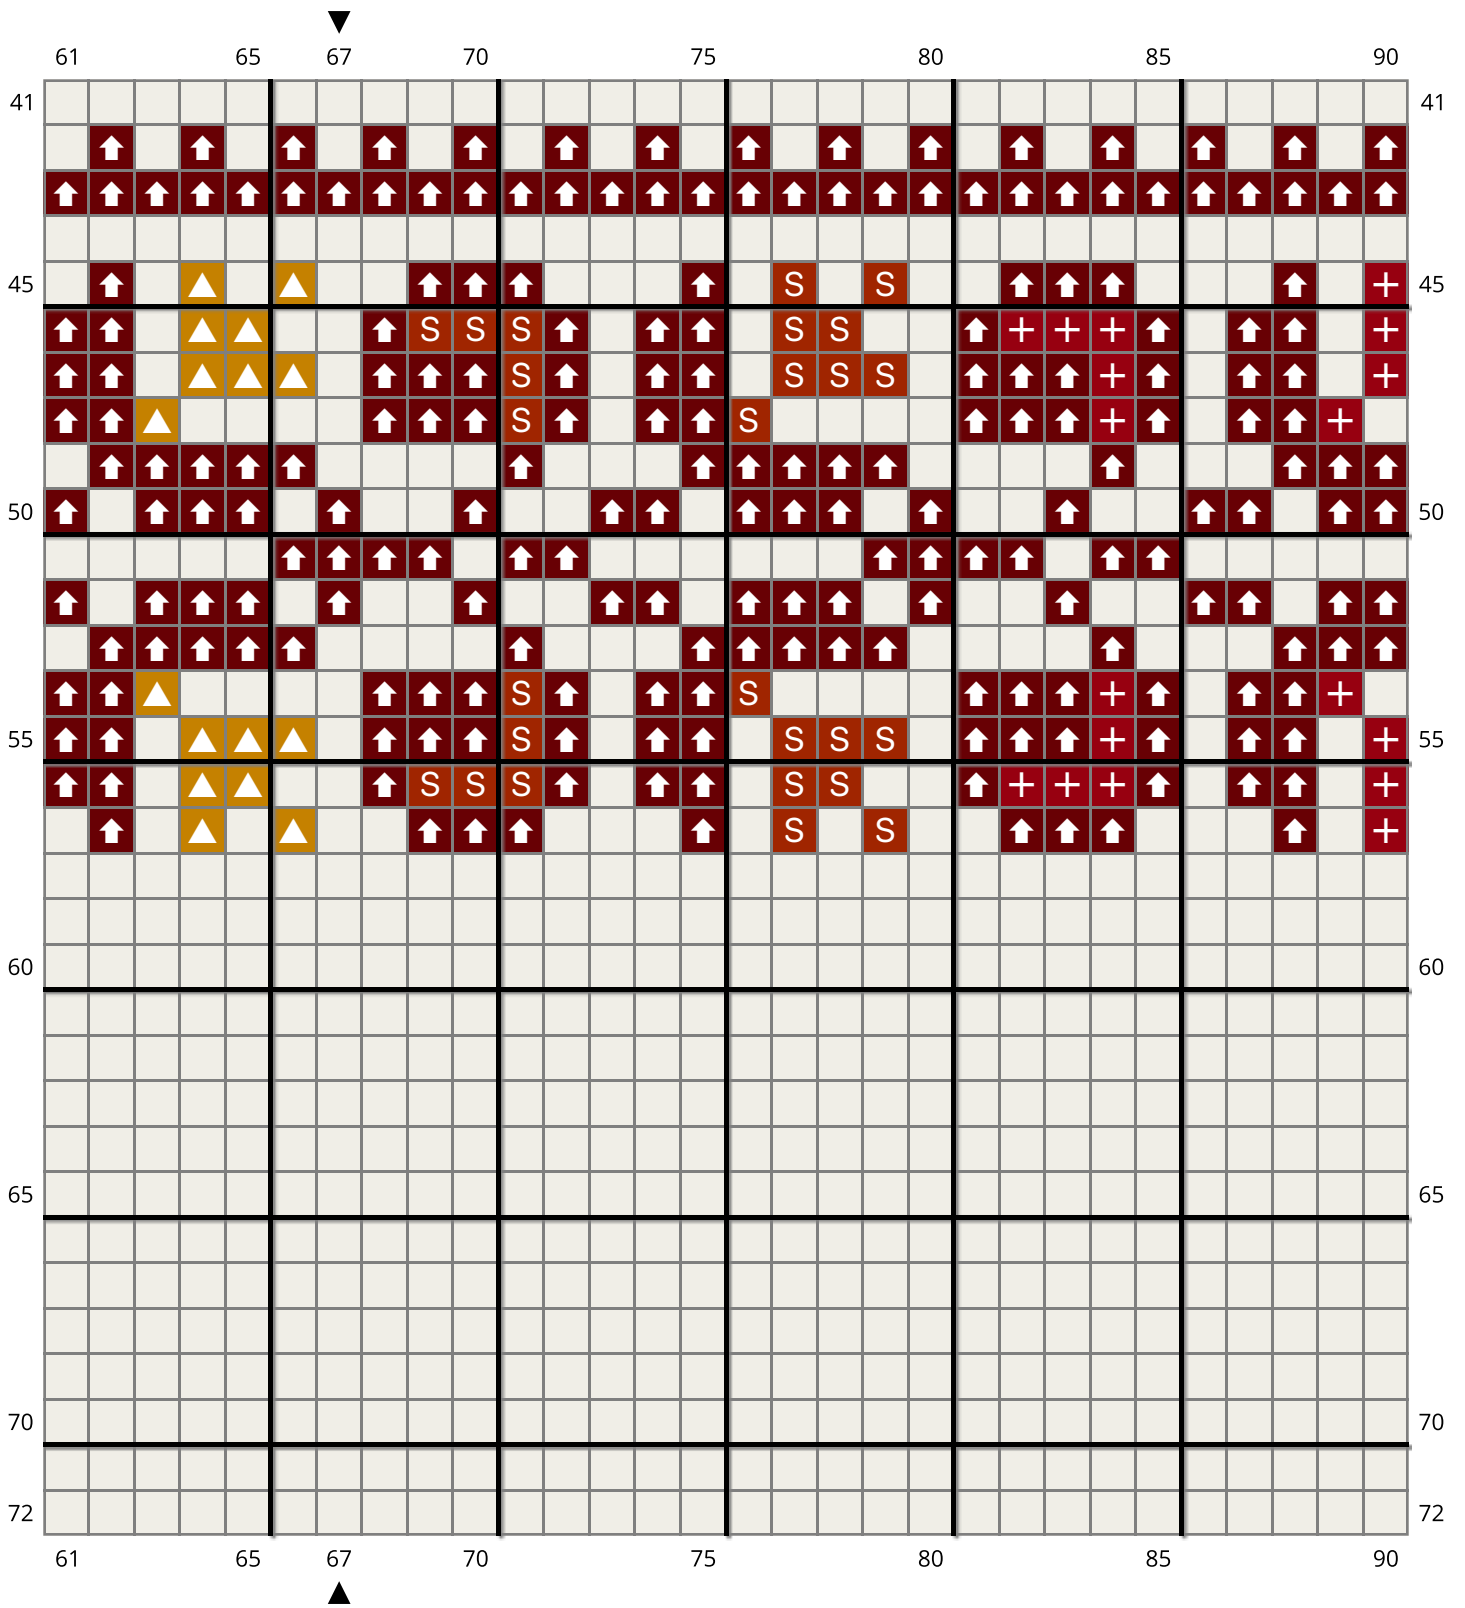 61 65 67 70 75 80 85 90
41 41
45 S S + 45
S S S S S + + + +
S S S S + +
S S + +
50 50
S S + +
55 S S S S + + 55
S S S S S + + + +
S S +
60 60
65 65
70 70
72 72
61 65 67 70 75 80 85 90